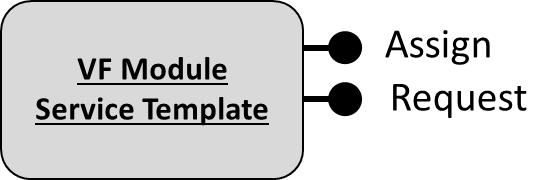 VF Module
Service Template
Assign
Request